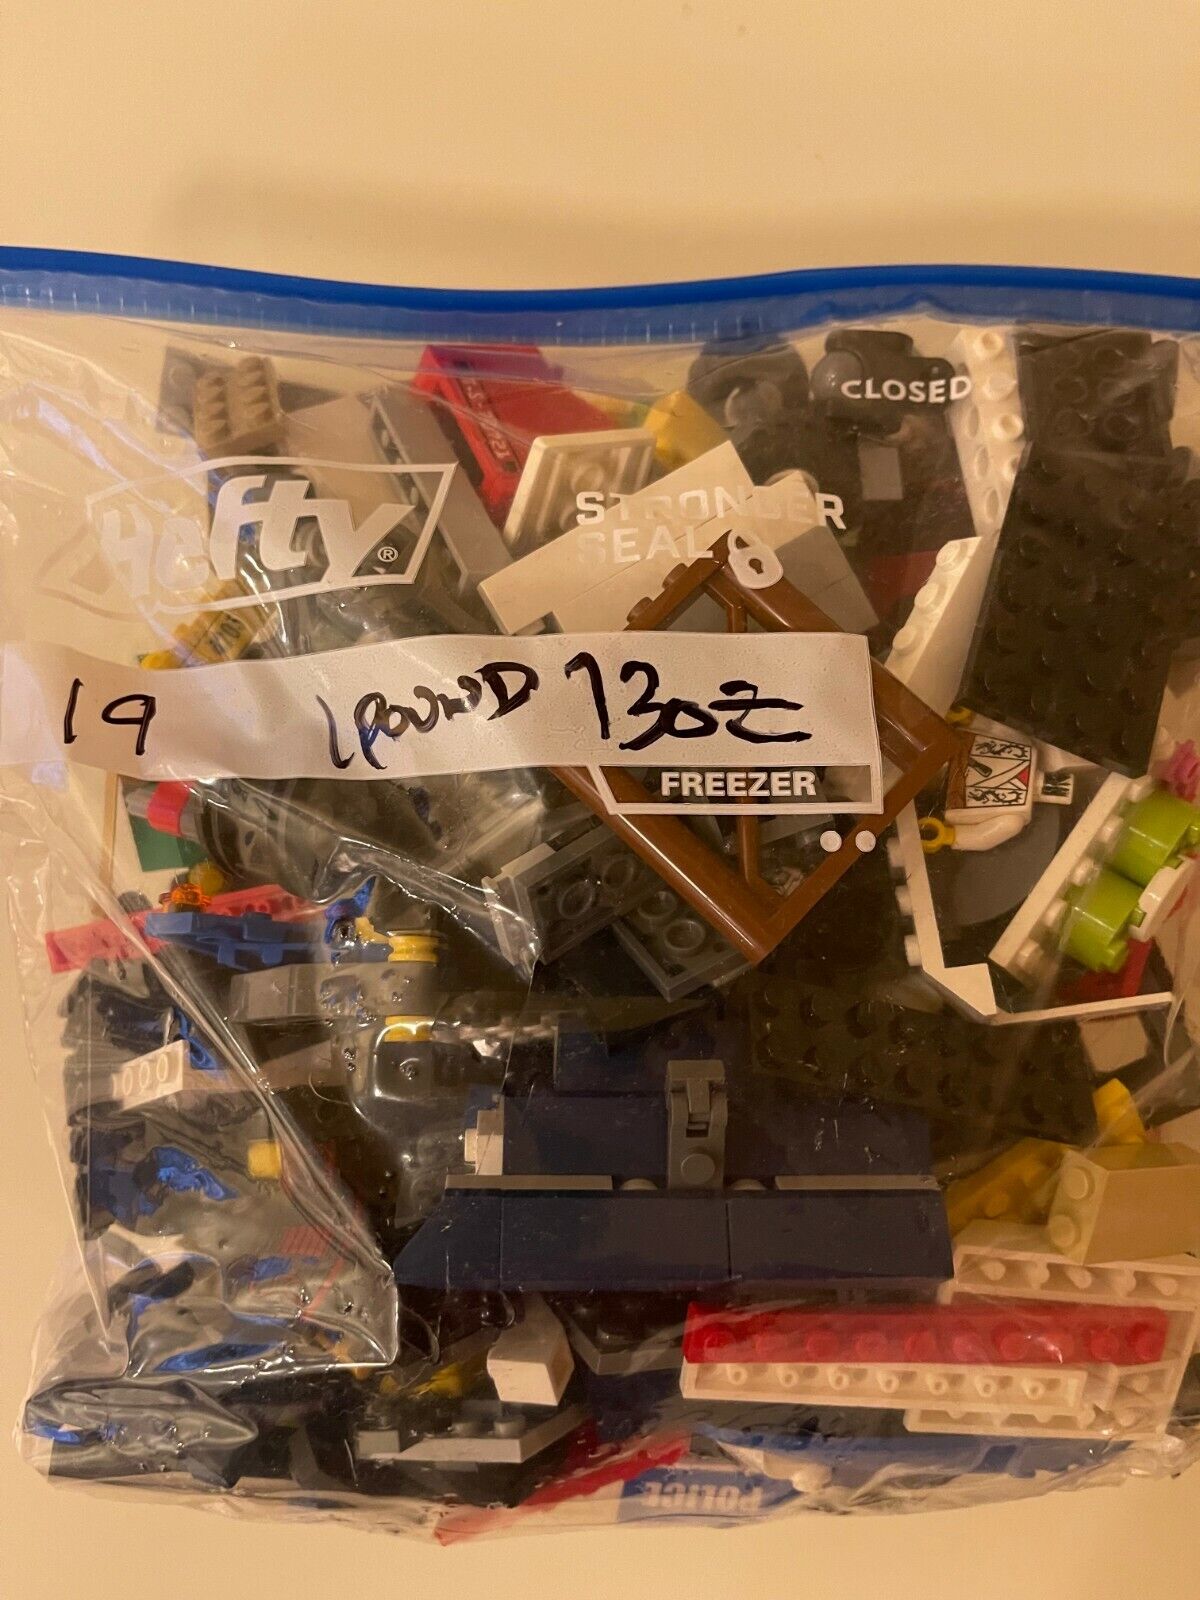 CLOSED
Hefty®
STRONGER
SEAL
19 1 POUND 13oz
FREEZER
POLICE